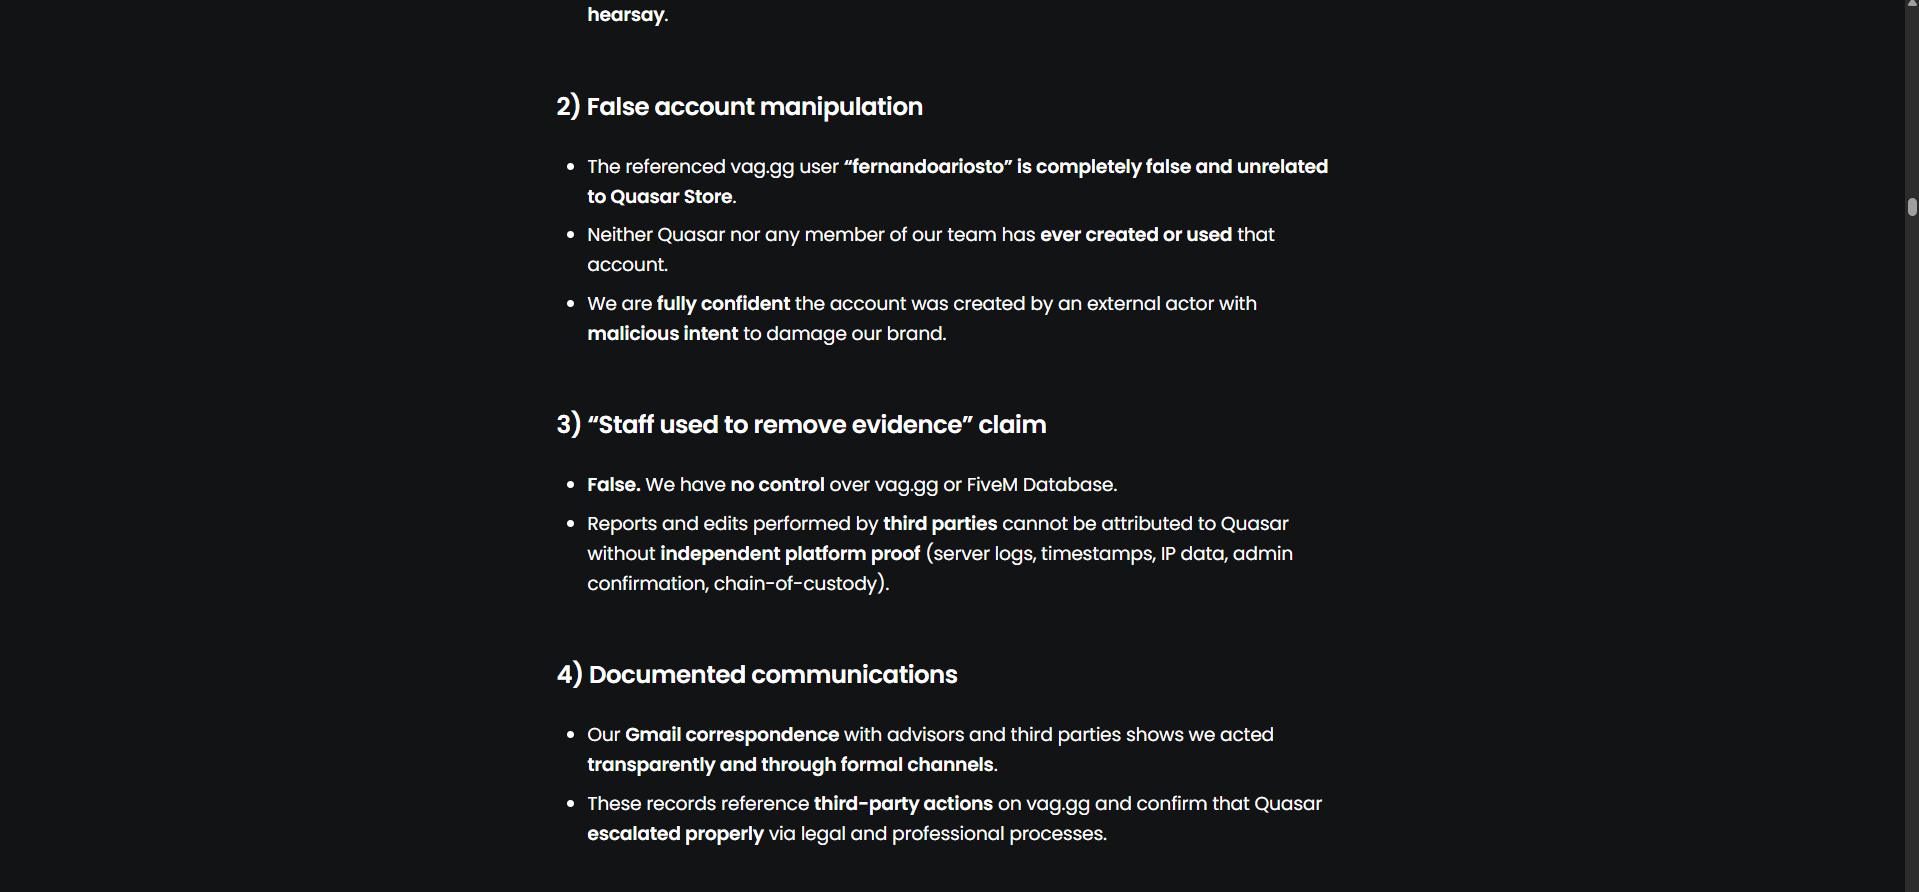 hearsay.
2) False account manipulation
• The referenced vag.gg user “fernandoariosto” is completely false and unrelated
to Quasar Store.
• Neither Quasar nor any member of our team has ever created or used that
account.
• We are fully confident the account was created by an external actor with
malicious intent to damage our brand.
3) “Staff used to remove evidence” claim
• False. We have no control over vag.gg or FiveM Database.
• Reports and edits performed by third parties cannot be attributed to Quasar
without independent platform proof (server logs, timestamps, IP data, admin
confirmation, chain-of-custody).
4) Documented communications
• Our Gmail correspondence with advisors and third parties shows we acted
transparently and through formal channels.
• These records reference third-party actions on vag.gg and confirm that Quasar
escalated properly via legal and professional processes.